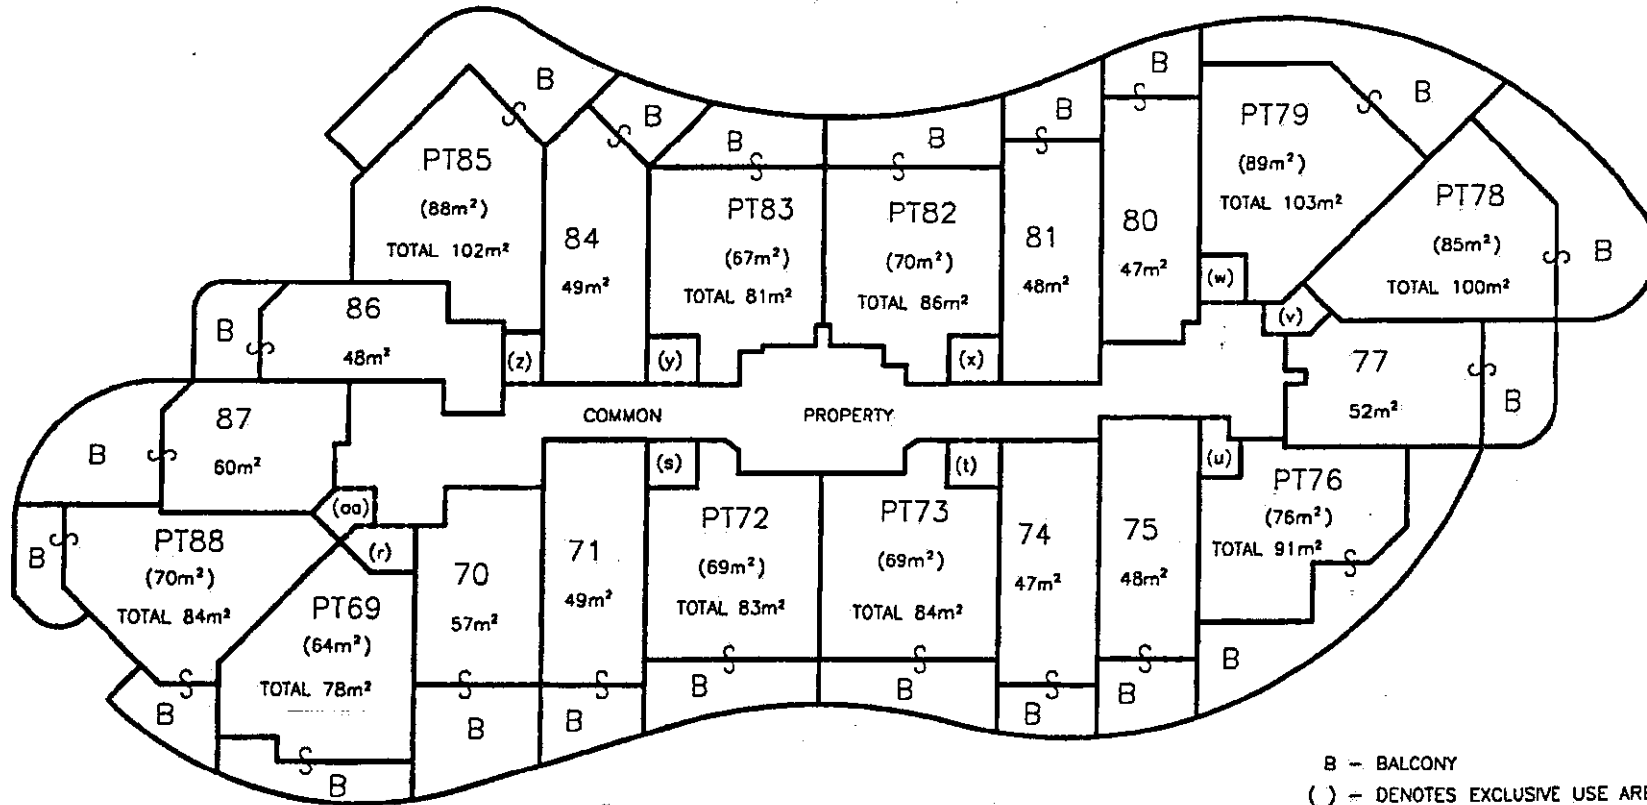 B
B
B
B
B
B
B
B
PT85
(88m²)
TOTAL 102m²
84
49m²
PT83
(67m²)
TOTAL 81m²
PT82
(70m²)
TOTAL 86m²
81
48m²
80
47m²
PT79
(89m²)
TOTAL 103m²
PT78
(85m²)
TOTAL 100m²
B
B
86
48m²
(z)
(y)
(x)
(w)
(v)
77
52m²
B
B
87
60m²
COMMON PROPERTY
(aa)
(r)
(s)
(t)
(u)
B
PT88
(70m²)
TOTAL 84m²
PT69
(64m²)
TOTAL 78m²
70
57m²
71
49m²
PT72
(69m²)
TOTAL 83m²
PT73
(69m²)
TOTAL 84m²
74
47m²
75
48m²
PT76
(76m²)
TOTAL 91m²
B
B
B
B
B
B
B
B
B
B - BALCONY
( ) - DENOTES EXCLUSIVE USE